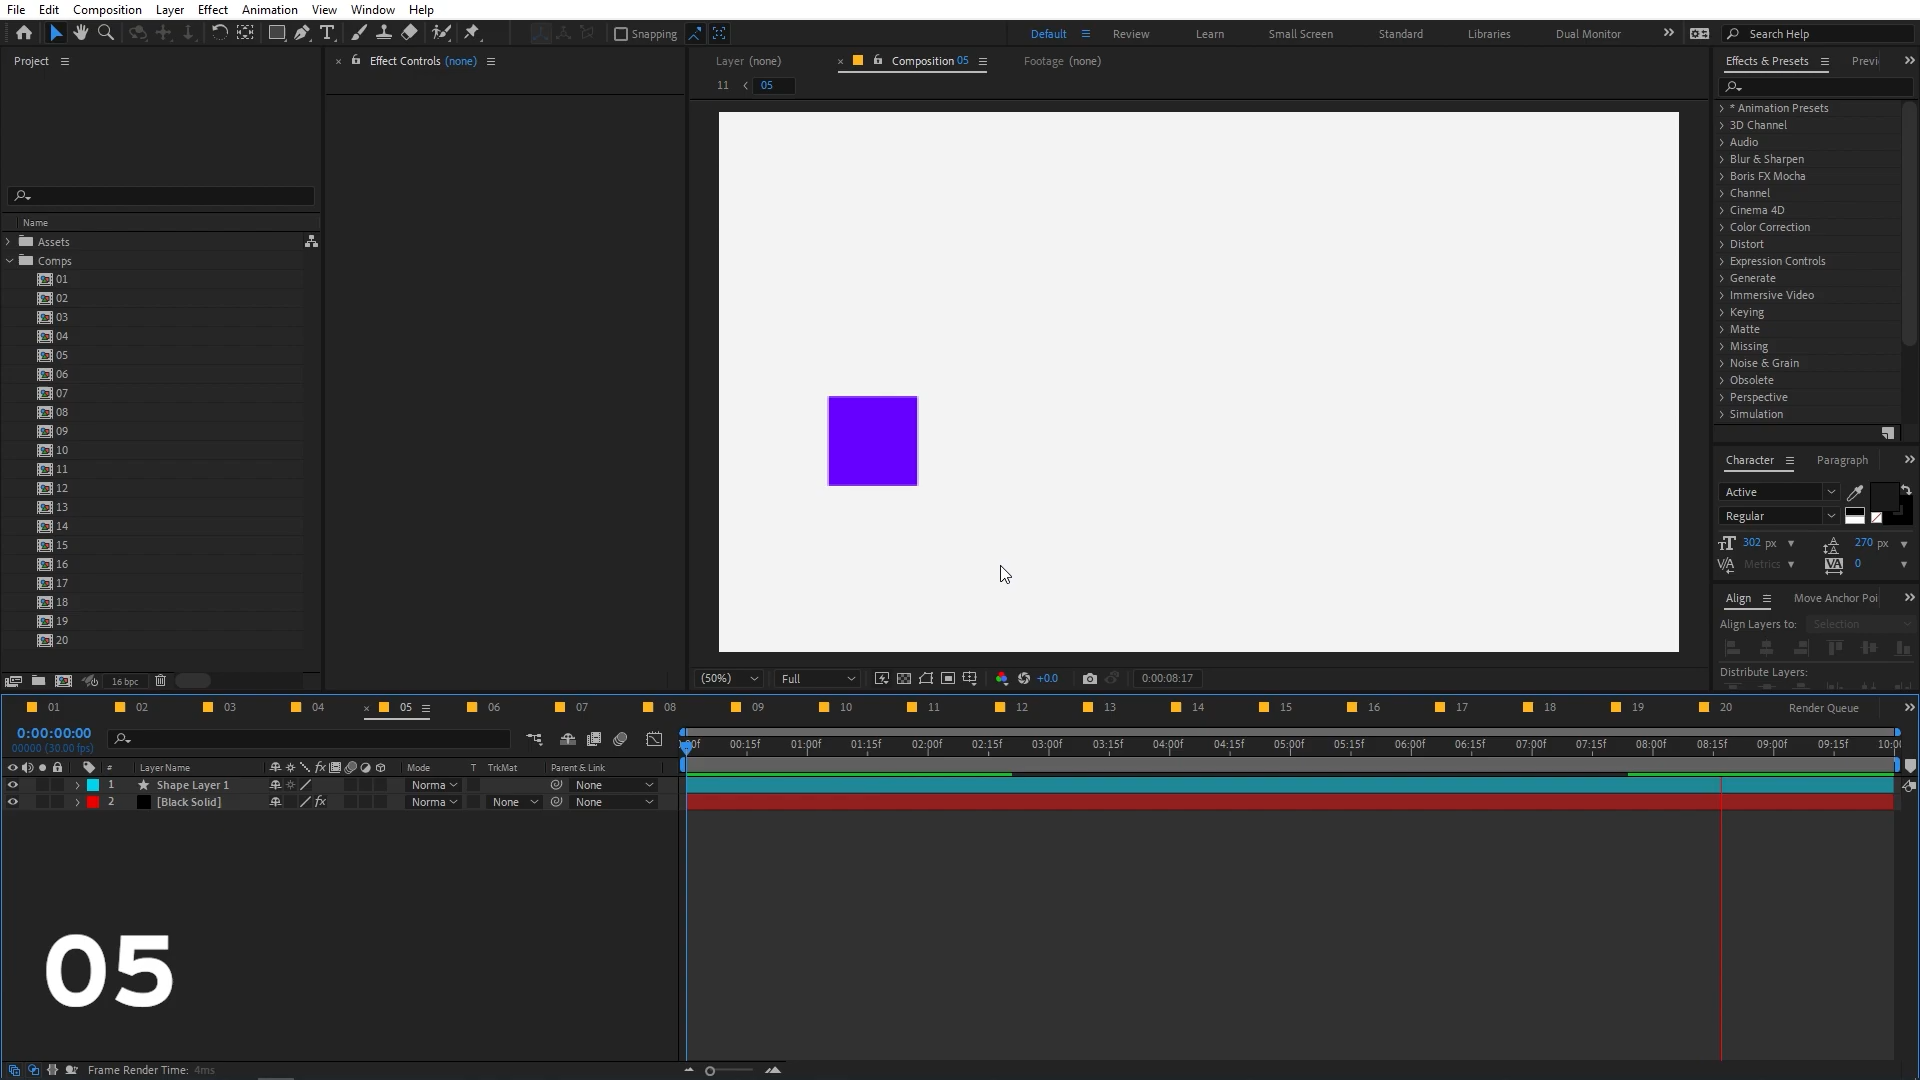 File Edit Composition Layer Effect Animation View Window Help
Snapping Default Review Learn Small Screen Standard Libraries Dual Monitor Search Help
Project
Effect Controls (none)
Layer (none) Composition 05 Footage (none)
11 05
Effects & Presets Previ
* Animation Presets
3D Channel
Audio
Blur & Sharpen
Boris FX Mocha
Channel
Cinema 4D
Color Correction
Distort
Expression Controls
Generate
Immersive Video
Keying
Matte
Missing
Noise & Grain
Obsolete
Perspective
Simulation
Name
Assets
Comps
01
02
03
04
05
06
07
08
09
10
11
12
13
14
15
16
17
18
19
20
16 bpc
Character Paragraph
Active
Regular
302 px 270 px
Metrics 0
Align Move Anchor Poi
Align Layers to: Selection
Distribute Layers:
(50%) Full +0.0 0:00:08:17
01 02 03 04 05 06 07 08 09 10 11 12 13 14 15 16 17 18 19 20 Render Queue
0:00:00:00
00000 (30.00 fps)
00f 00:15f 01:00f 01:15f 02:00f 02:15f 03:00f 03:15f 04:00f 04:15f 05:00f 05:15f 06:00f 06:15f 07:00f 07:15f 08:00f 08:15f 09:00f 09:15f 10:00
# Layer Name fx Mode T TrkMat Parent & Link
1 Shape Layer 1 Norma None
2 [Black Solid] fx Norma None None
05
Frame Render Time: 4ms